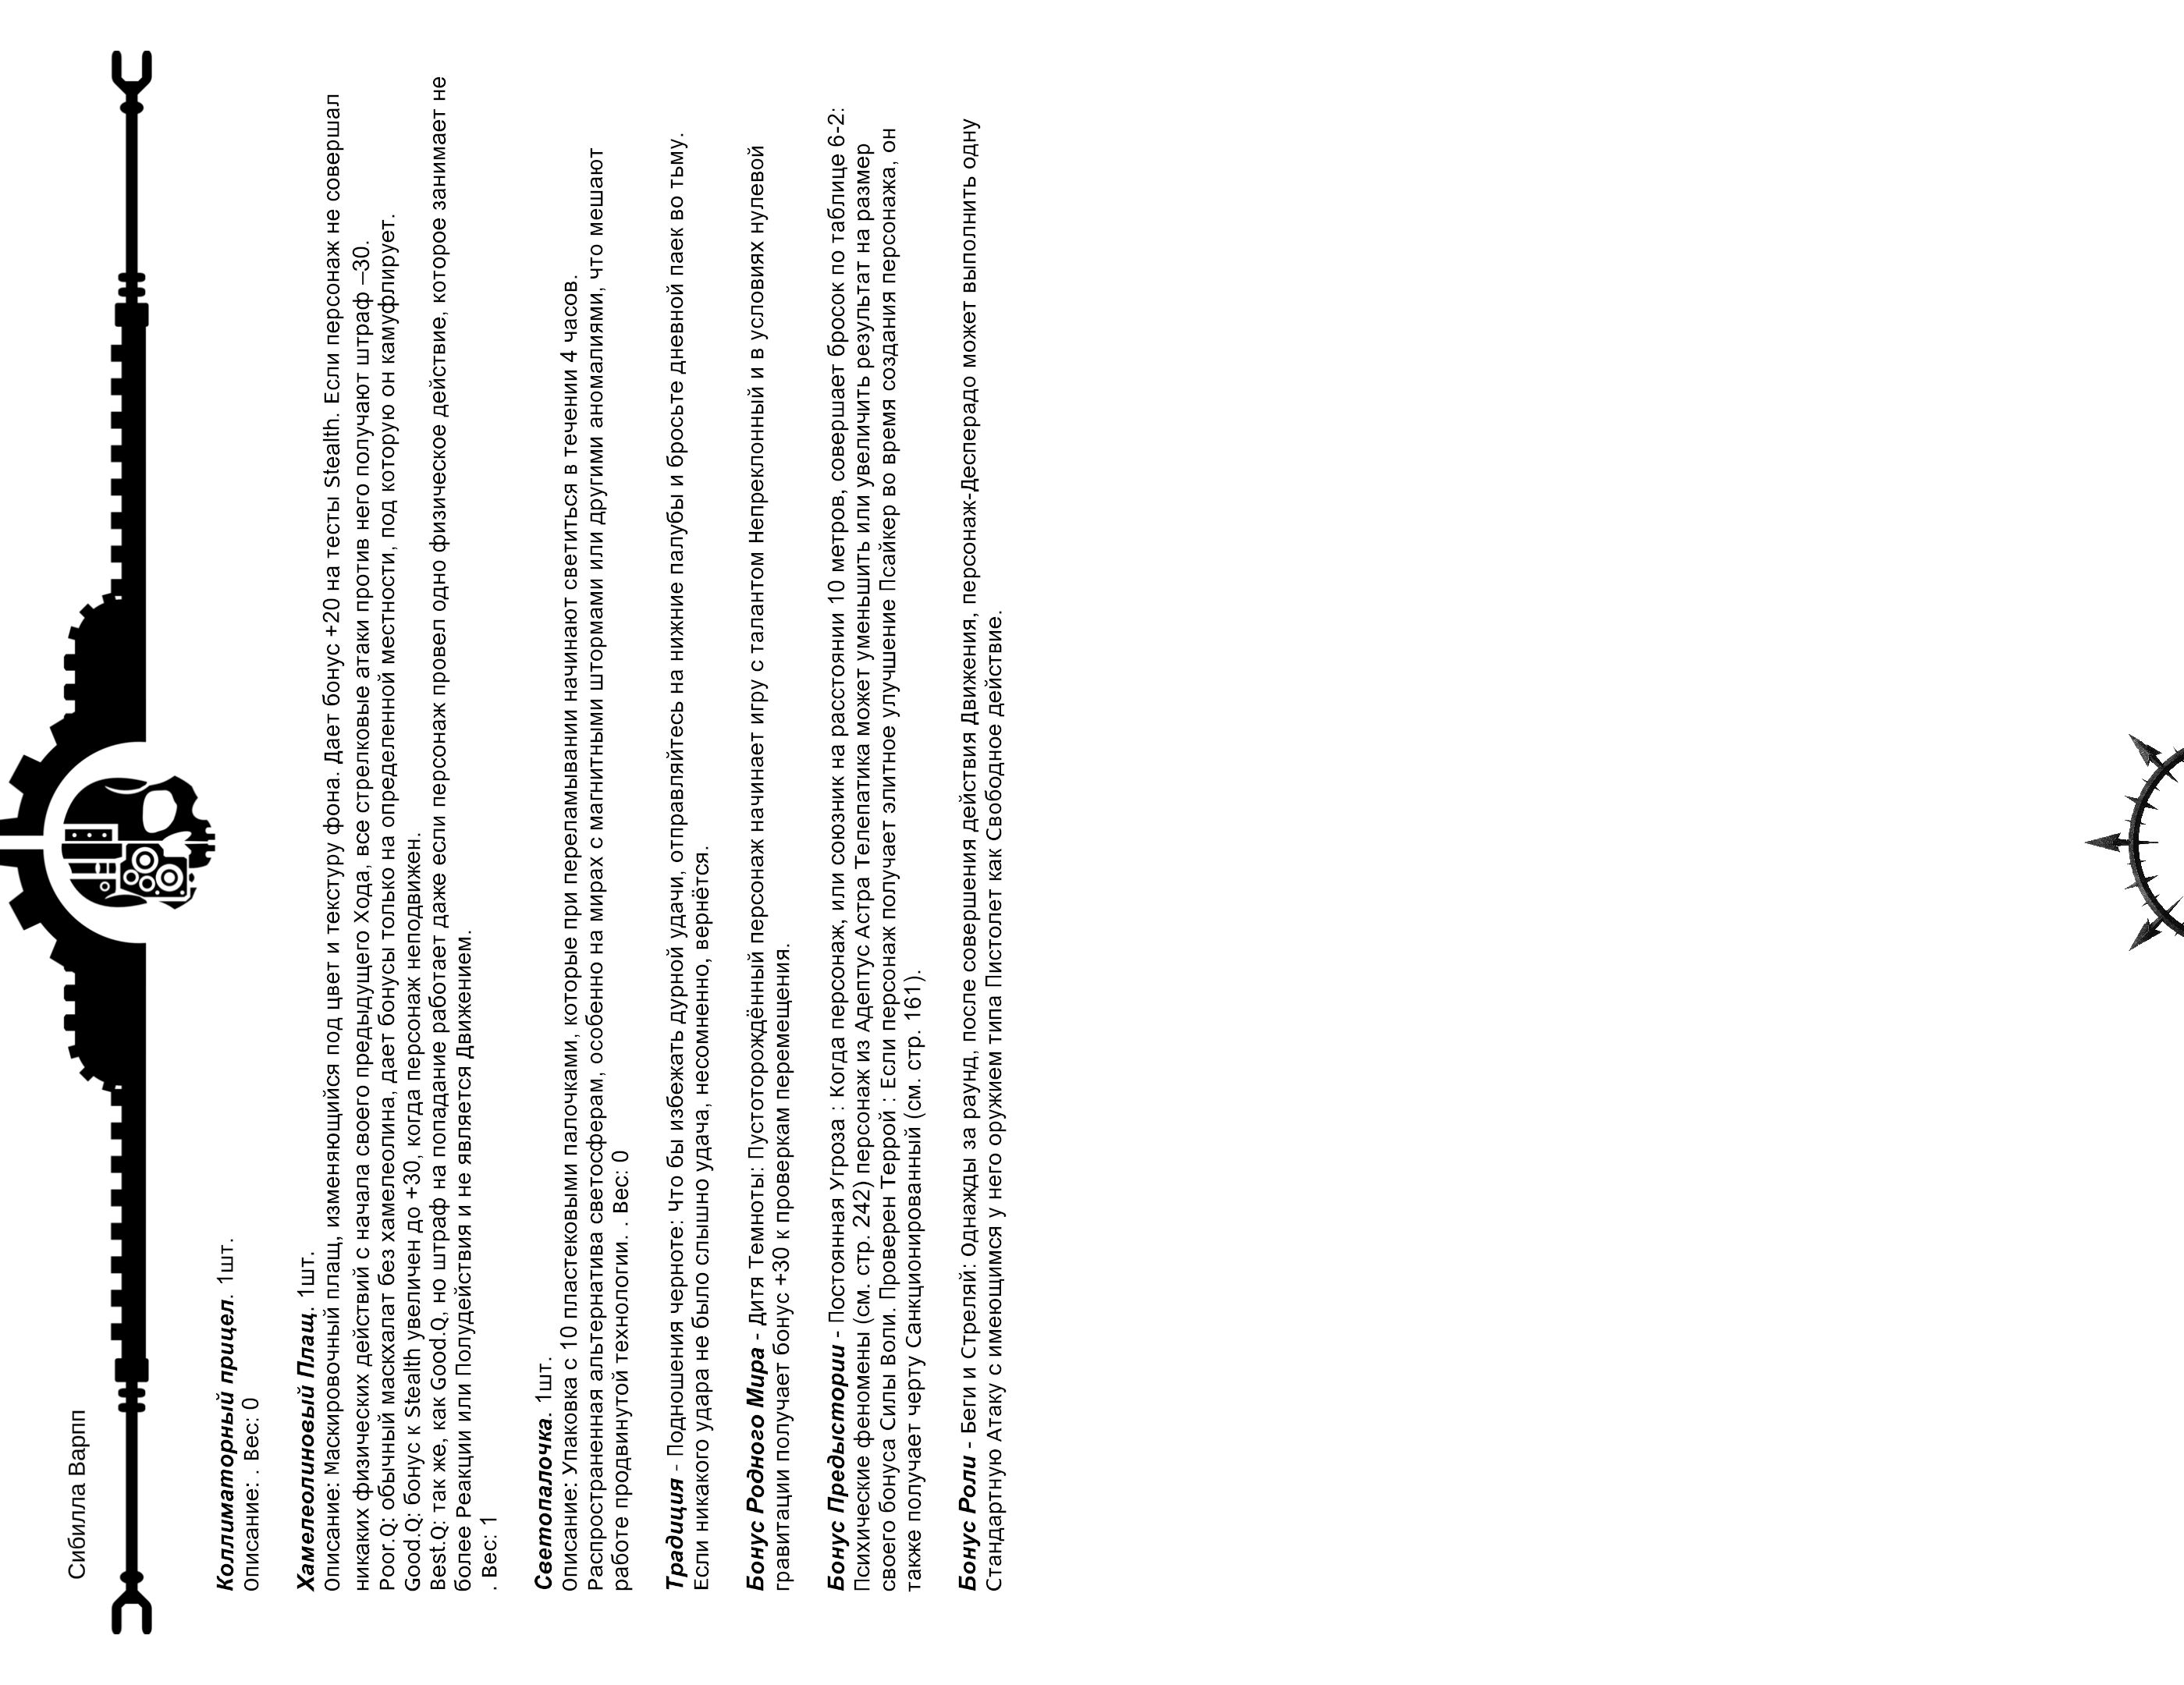 Сибилла Варпп
Коллиматорный прицел. 1шт.
Описание: . Вес: 0
Хамелеолиновый Плащ. 1шт.
Описание: Маскировочный плащ, изменяющийся под цвет и текстуру фона. Дает бонус +20 на тесты Stealth. Если персонаж не совершал
никаких физических действий с начала своего предыдущего Хода, все стрелковые атаки против него получают штраф –30.
Poor.Q: обычный маскхалат без хамелеолина, дает бонусы только на определенной местности, под которую он камуфлирует.
Good.Q: бонус к Stealth увеличен до +30, когда персонаж неподвижен.
Best.Q: так же, как Good.Q, но штраф на попадание работает даже если персонаж провел одно физическое действие, которое занимает не
более Реакции или Полудействия и не является Движением.
. Вес: 1
Светопалочка. 1шт.
Описание: Упаковка с 10 пластековыми палочками, которые при переламывании начинают светиться в течении 4 часов.
Распространенная альтернатива светосферам, особенно на мирах с магнитными штормами или другими аномалиями, что мешают
работе продвинутой технологии. . Вес: 0
Традиция - Подношения черноте: Что бы избежать дурной удачи, отправляйтесь на нижние палубы и бросьте дневной паек во тьму.
Если никакого удара не было слышно удача, несомненно, вернётся.
Бонус Родного Мира - Дитя Темноты: Пусторождённый персонаж начинает игру с талантом Непреклонный и в условиях нулевой
гравитации получает бонус +30 к проверкам перемещения.
Бонус Предыстории - Постоянная Угроза : Когда персонаж, или союзник на расстоянии 10 метров, совершает бросок по таблице 6-2:
Психические феномены (см. стр. 242) персонаж из Адептус Астра Телепатика может уменьшить или увеличить результат на размер
своего бонуса Силы Воли. Проверен Террой : Если персонаж получает элитное улучшение Псайкер во время создания персонажа, он
также получает черту Санкционированный (см. стр. 161).
Бонус Роли - Беги и Стреляй: Однажды за раунд, после совершения действия Движения, персонаж-Десперадо может выполнить одну
Стандартную Атаку с имеющимся у него оружием типа Пистолет как Свободное действие.